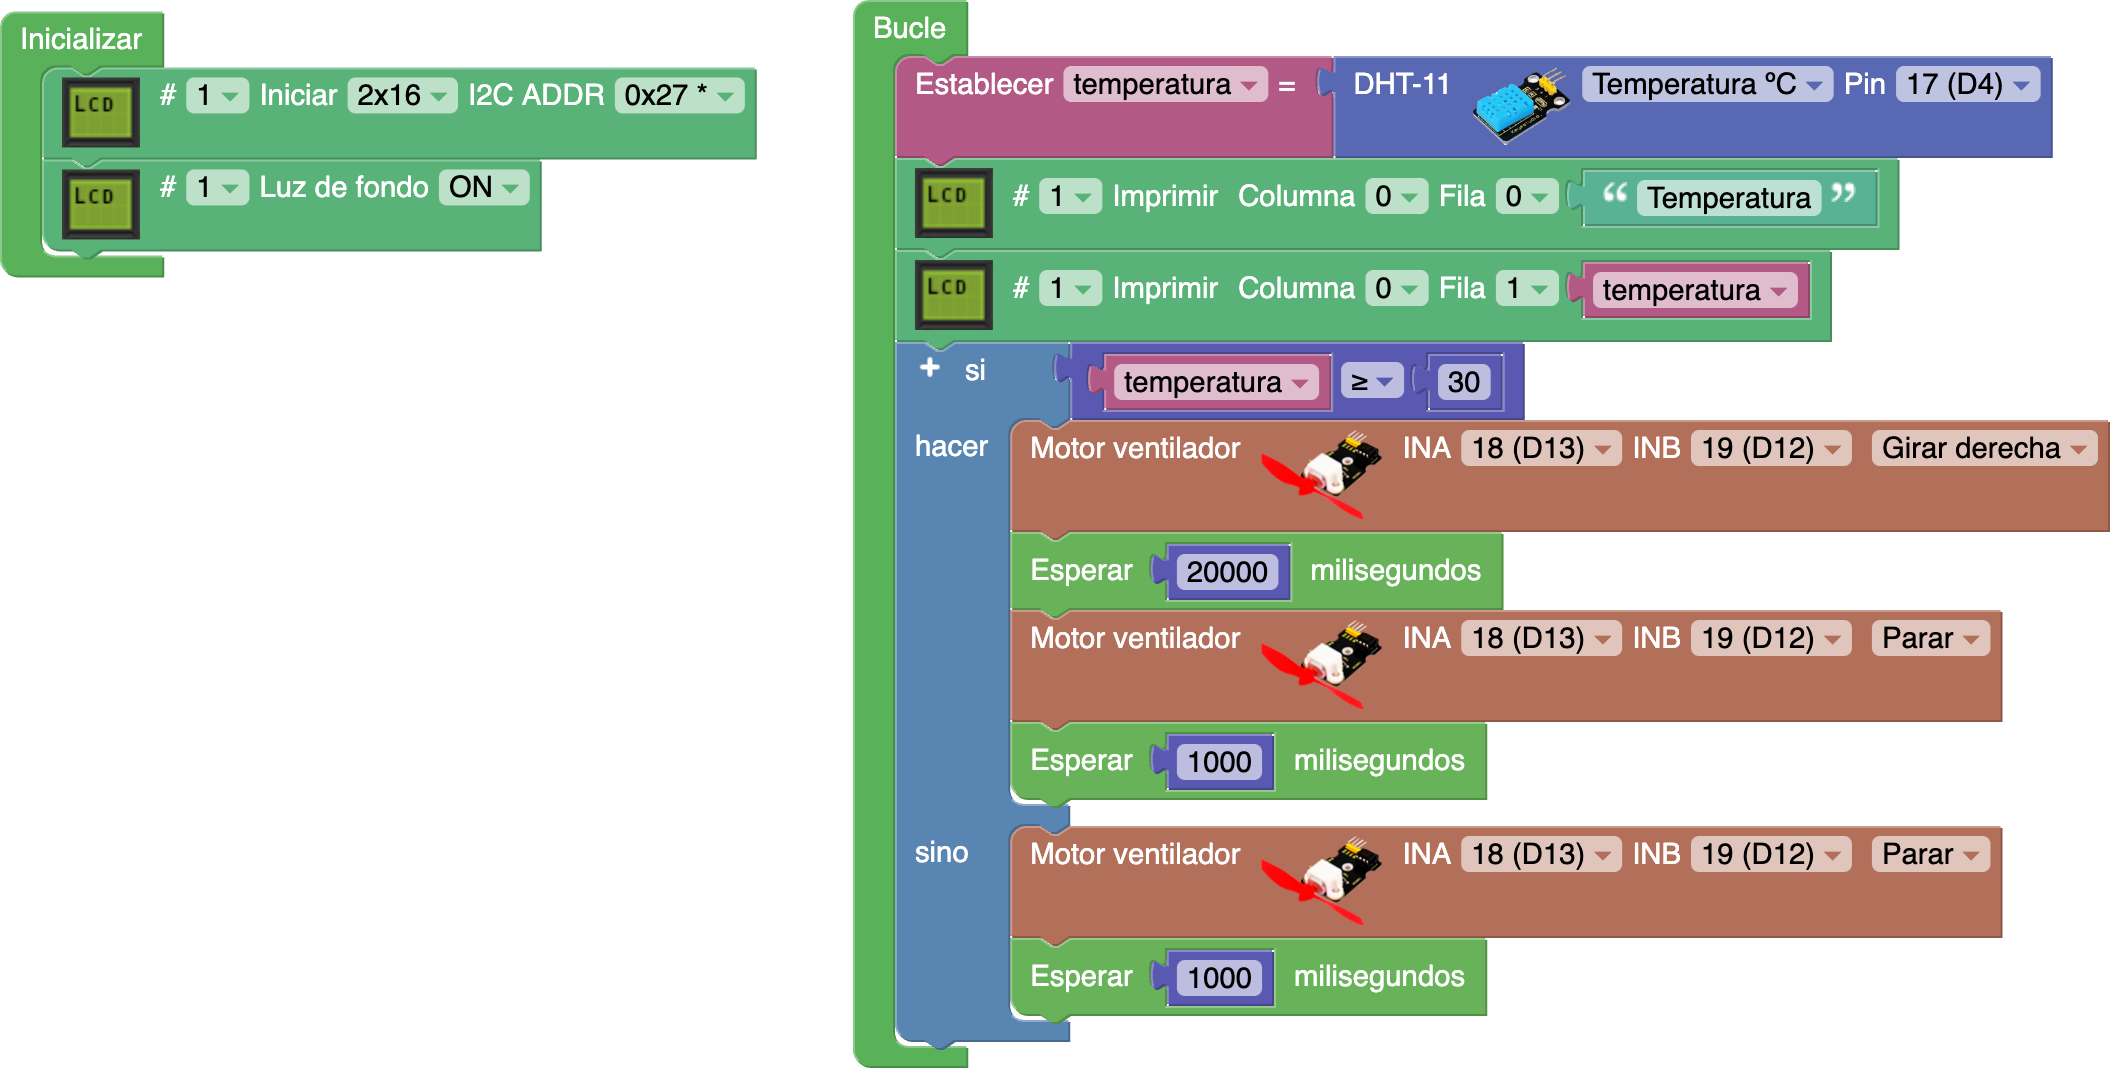 Inicializar
LCD # 1 Iniciar 2x16 I2C ADDR 0x27 *
LCD # 1 Luz de fondo ON
Bucle
Establecer temperatura = DHT-11 Temperatura ºC Pin 17 (D4)
LCD # 1 Imprimir Columna 0 Fila 0 “ Temperatura ”
LCD # 1 Imprimir Columna 0 Fila 1 temperatura
+ si temperatura ≥ 30
hacer Motor ventilador INA 18 (D13) INB 19 (D12) Girar derecha
Esperar 20000 milisegundos
Motor ventilador INA 18 (D13) INB 19 (D12) Parar
Esperar 1000 milisegundos
sino Motor ventilador INA 18 (D13) INB 19 (D12) Parar
Esperar 1000 milisegundos